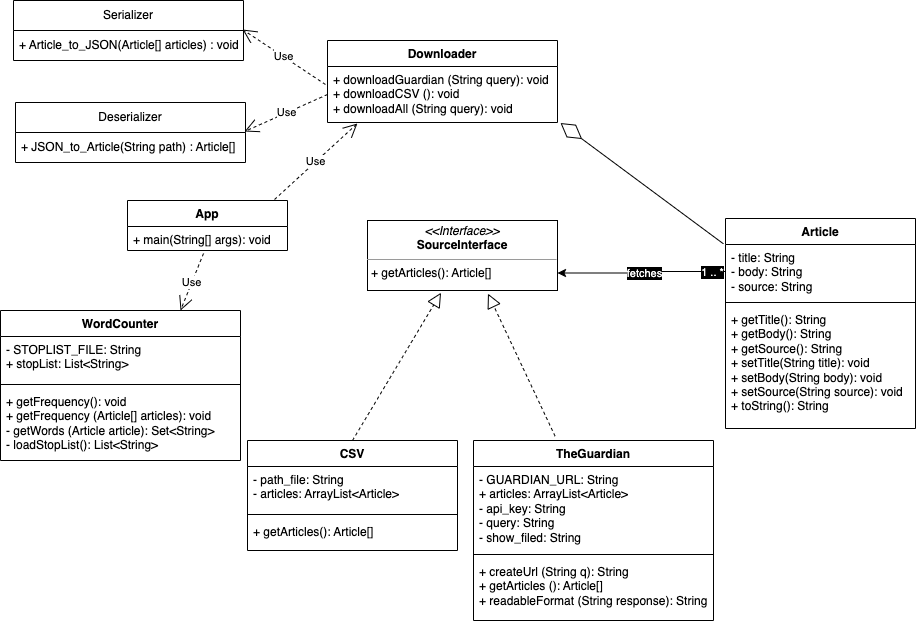 Serializer
+ Article_to_JSON(Article[] articles) : void
Use
Downloader
+ downloadGuardian (String query): void
+ downloadCSV (): void
+ downloadAll (String query): void
Deserializer
+ JSON_to_Article(String path) : Article[]
Use
Use
App
+ main(String[] args): void
Use
<<Interface>>
SourceInterface
+ getArticles(): Article[]
fetches
1 .. *
Article
- title: String
- body: String
- source: String
+ getTitle(): String
+ getBody(): String
+ getSource(): String
+ setTitle(String title): void
+ setBody(String body): void
+ setSource(String source): void
+ toString(): String
WordCounter
- STOPLIST_FILE: String
+ stopList: List<String>
+ getFrequency(): void
+ getFrequency (Article[] articles): void
- getWords (Article article): Set<String>
- loadStopList(): List<String>
CSV
- path_file: String
- articles: ArrayList<Article>
+ getArticles(): Article[]
TheGuardian
- GUARDIAN_URL: String
+ articles: ArrayList<Article>
- api_key: String
- query: String
- show_filed: String
+ createUrl (String q): String
+ getArticles (): Article[]
+ readableFormat (String response): String